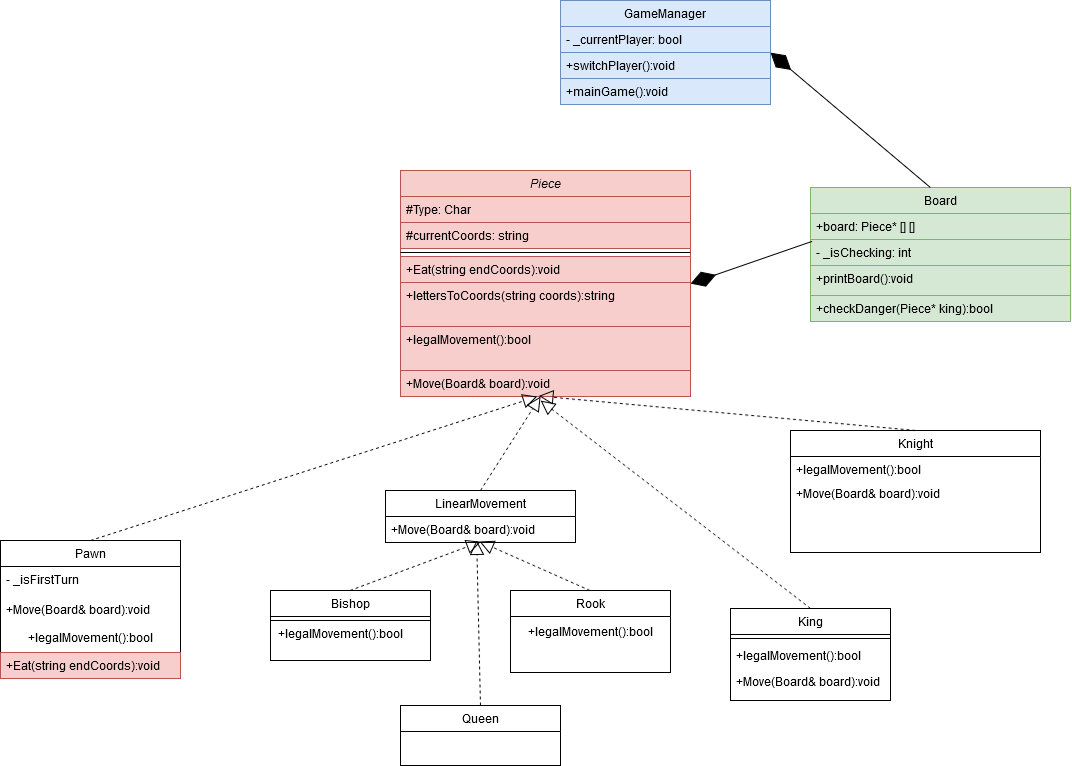 GameManager
- _currentPlayer: bool
+switchPlayer():void
+mainGame():void
Piece
#Type: Char
#currentCoords: string
+Eat(string endCoords):void
+lettersToCoords(string coords):string
+legalMovement():bool
+Move(Board& board):void
Board
+board: Piece* [] []
- _isChecking: int
+printBoard():void
+checkDanger(Piece* king):bool
Knight
+legalMovement():bool
+Move(Board& board):void
LinearMovement
+Move(Board& board):void
Pawn
- _isFirstTurn
+Move(Board& board):void
+legalMovement():bool
+Eat(string endCoords):void
Bishop
+legalMovement():bool
Rook
+legalMovement():bool
King
+legalMovement():bool
+Move(Board& board):void
Queen